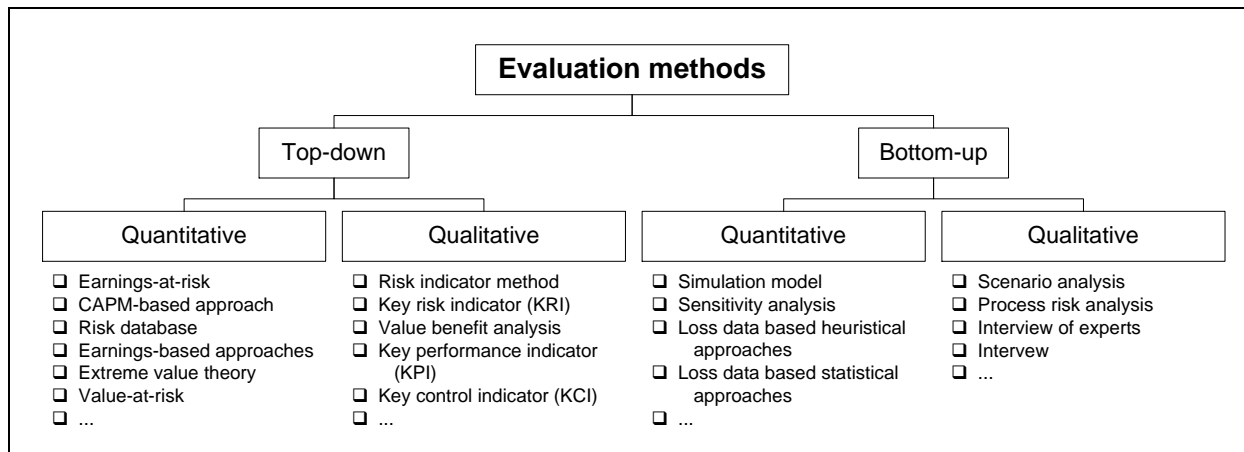 Evaluation methods
Top-down
Bottom-up
Quantitative
Qualitative
Quantitative
Qualitative
❑ Earnings-at-risk
❑ CAPM-based approach
❑ Risk database
❑ Earnings-based approaches
❑ Extreme value theory
❑ Value-at-risk
❑ ...
❑ Risk indicator method
❑ Key risk indicator (KRI)
❑ Value benefit analysis
❑ Key performance indicator
(KPI)
❑ Key control indicator (KCI)
❑ ...
❑ Simulation model
❑ Sensitivity analysis
❑ Loss data based heuristical
approaches
❑ Loss data based statistical
approaches
❑ ...
❑ Scenario analysis
❑ Process risk analysis
❑ Interview of experts
❑ Intervew
❑ ...